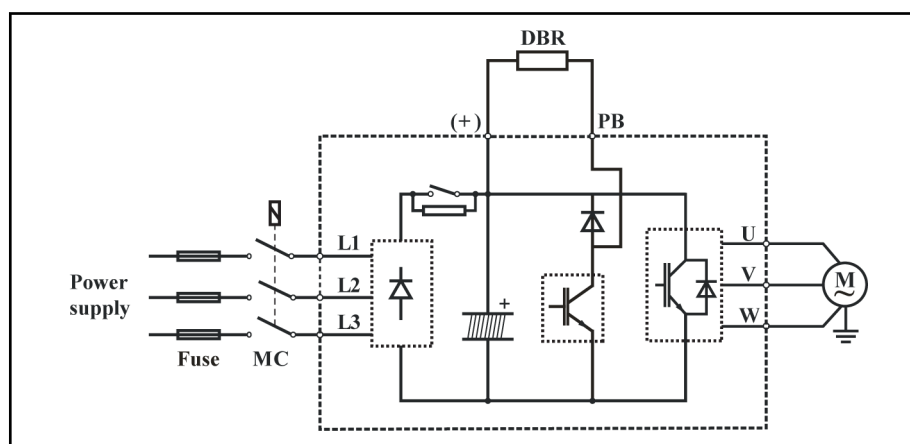 DBR
(+)
PB
+
L1
L2
L3
Power
supply
Fuse
MC
U
V
W
M
~